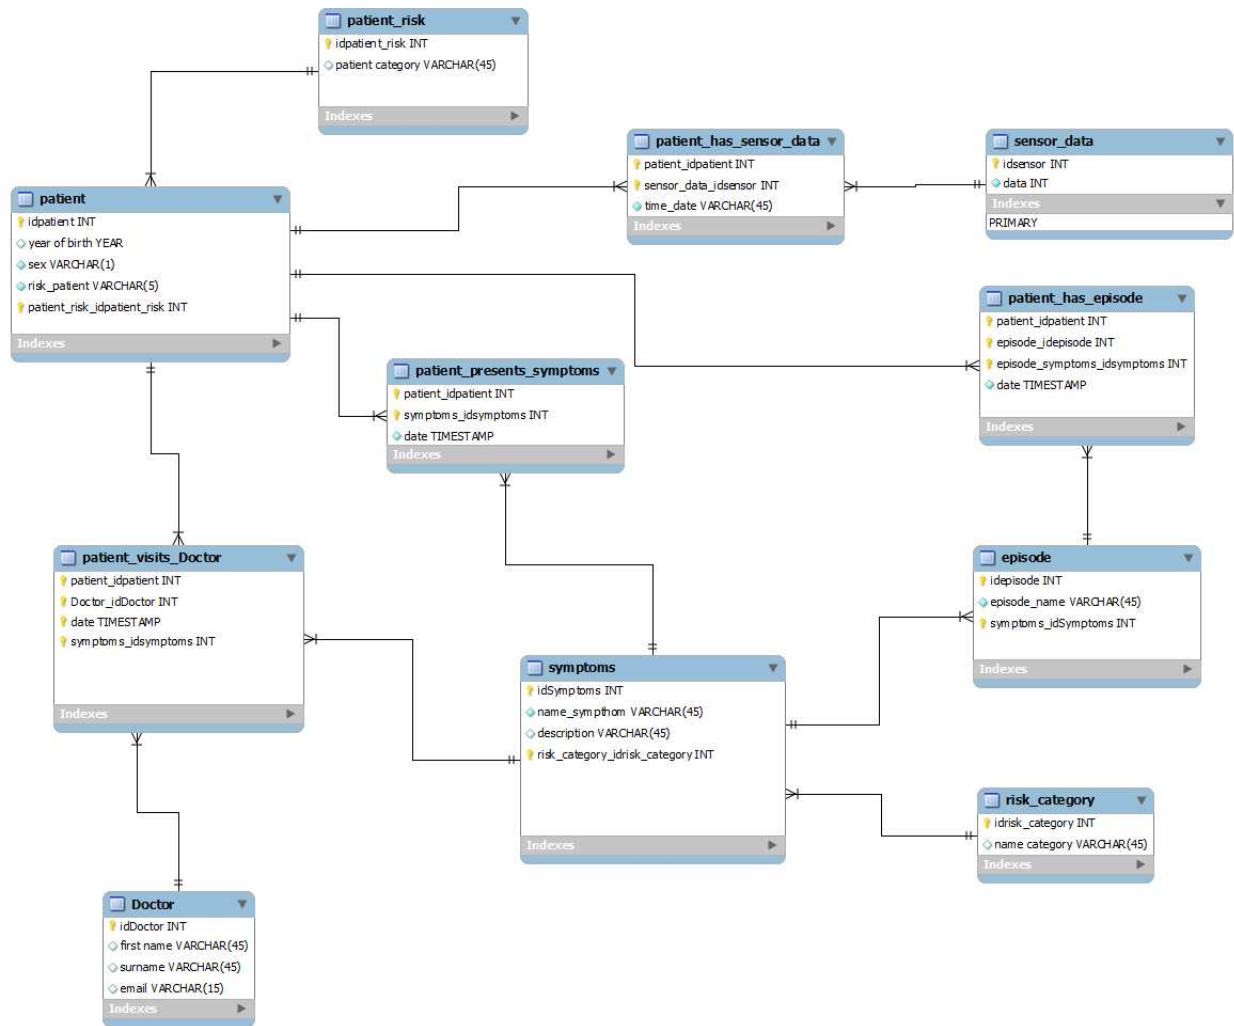 patient_risk
idpatient_risk INT
patient category VARCHAR(45)
Indexes
patient_has_sensor_data
patient_idpatient INT
sensor_data_idsensor INT
time_date VARCHAR(45)
Indexes
sensor_data
idsensor INT
data INT
Indexes
PRIMARY
patient
idpatient INT
year of birth YEAR
sex VARCHAR(1)
risk_patient VARCHAR(5)
patient_risk_idpatient_risk INT
Indexes
patient_has_episode
patient_idpatient INT
episode_idepisode INT
episode_symptoms_idsymptoms INT
date TIMESTAMP
Indexes
patient_presents_symptoms
patient_idpatient INT
symptoms_idsymptoms INT
date TIMESTAMP
Indexes
patient_visits_Doctor
patient_idpatient INT
Doctor_idDoctor INT
date TIMESTAMP
symptoms_idsymptoms INT
Indexes
episode
idepisode INT
episode_name VARCHAR(45)
symptoms_idSymptoms INT
Indexes
symptoms
idSymptoms INT
name_sympthom VARCHAR(45)
description VARCHAR(45)
risk_category_idrisk_category INT
Indexes
risk_category
idrisk_category INT
name category VARCHAR(45)
Indexes
Doctor
idDoctor INT
first name VARCHAR(45)
surname VARCHAR(45)
email VARCHAR(15)
Indexes